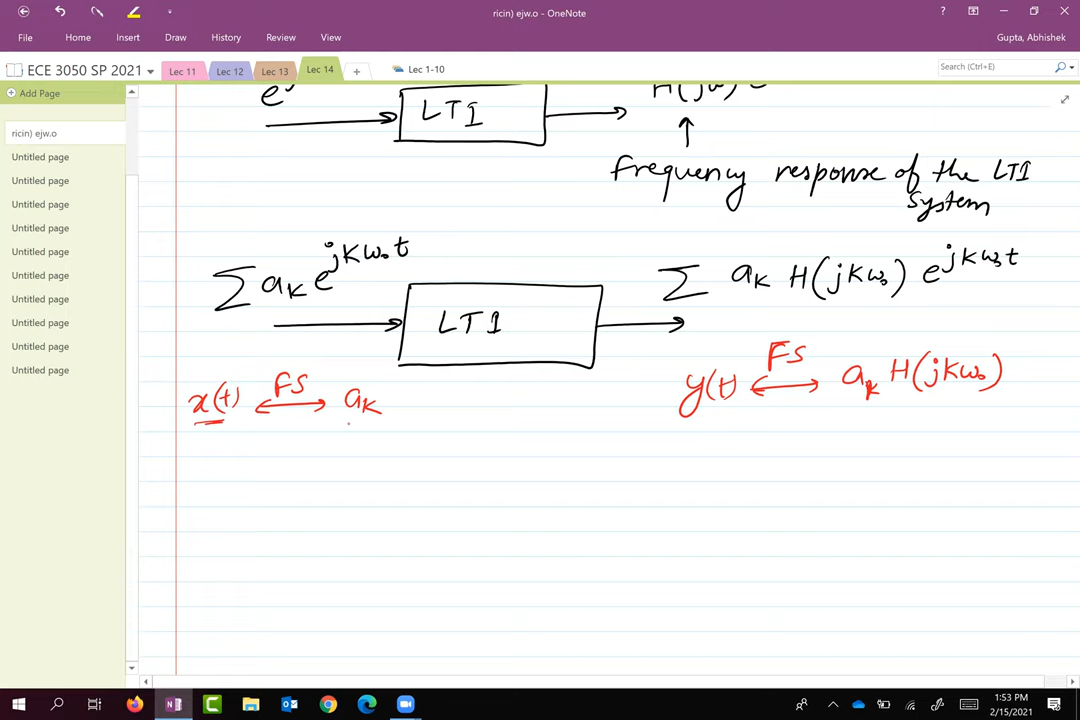 ricin) ejw.o - OneNote
Gupta, Abhishek
File Home Insert Draw History Review View
ECE 3050 SP 2021 Lec 11 Lec 12 Lec 13 Lec 14 Lec 1-10
Search (Ctrl+E)
Add Page
ricin) ejw.o
Untitled page
Untitled page
Untitled page
Untitled page
Untitled page
Untitled page
Untitled page
Untitled page
Untitled page
Untitled page
LTI
frequency response of the LTI
system
∑ aₖ e^{jkω₀t}
LTI
∑ aₖ H(jkω₀) e^{jkω₀t}
x(t) ⟷ FS aₖ
y(t) ⟷ FS aₖ H(jkω₀)
1:53 PM
2/15/2021